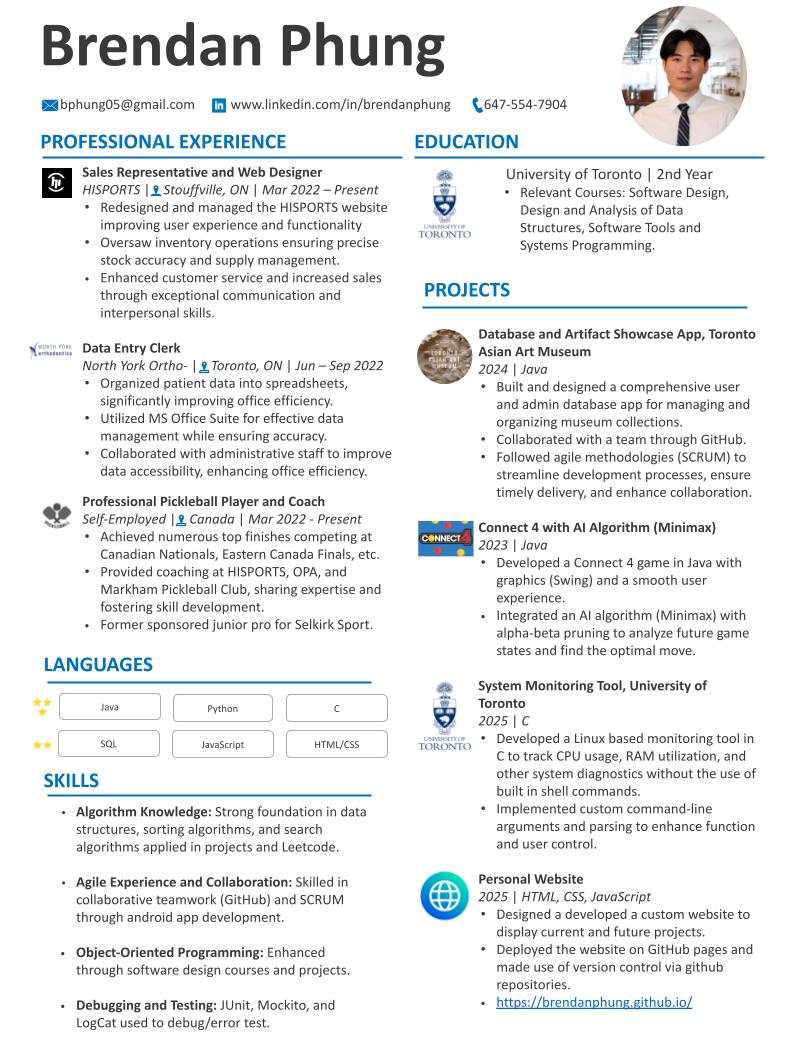 Brendan Phung
bphung05@gmail.com www.linkedin.com/in/brendanphung 647-554-7904
PROFESSIONAL EXPERIENCE
Sales Representative and Web Designer
HISPORTS | Stouffville, ON | Mar 2022 – Present
• Redesigned and managed the HISPORTS website
improving user experience and functionality
• Oversaw inventory operations ensuring precise
stock accuracy and supply management.
• Enhanced customer service and increased sales
through exceptional communication and
interpersonal skills.
NORTH YORK
orthodontics
Data Entry Clerk
North York Ortho- | Toronto, ON | Jun – Sep 2022
• Organized patient data into spreadsheets,
significantly improving office efficiency.
• Utilized MS Office Suite for effective data
management while ensuring accuracy.
• Collaborated with administrative staff to improve
data accessibility, enhancing office efficiency.
PICKLEBALL
Professional Pickleball Player and Coach
Self-Employed | Canada | Mar 2022 - Present
• Achieved numerous top finishes competing at
Canadian Nationals, Eastern Canada Finals, etc.
• Provided coaching at HISPORTS, OPA, and
Markham Pickleball Club, sharing expertise and
fostering skill development.
• Former sponsored junior pro for Selkirk Sport.
LANGUAGES
Java Python C
SQL JavaScript HTML/CSS
SKILLS
• Algorithm Knowledge: Strong foundation in data
structures, sorting algorithms, and search
algorithms applied in projects and Leetcode.
• Agile Experience and Collaboration: Skilled in
collaborative teamwork (GitHub) and SCRUM
through android app development.
• Object-Oriented Programming: Enhanced
through software design courses and projects.
• Debugging and Testing: JUnit, Mockito, and
LogCat used to debug/error test.
EDUCATION
UNIVERSITY OF
TORONTO
University of Toronto | 2nd Year
• Relevant Courses: Software Design,
Design and Analysis of Data
Structures, Software Tools and
Systems Programming.
PROJECTS
TORONTO
ASIAN ART
MUSEUM
Database and Artifact Showcase App, Toronto
Asian Art Museum
2024 | Java
• Built and designed a comprehensive user
and admin database app for managing and
organizing museum collections.
• Collaborated with a team through GitHub.
• Followed agile methodologies (SCRUM) to
streamline development processes, ensure
timely delivery, and enhance collaboration.
CONNECT 4
Connect 4 with AI Algorithm (Minimax)
2023 | Java
• Developed a Connect 4 game in Java with
graphics (Swing) and a smooth user
experience.
• Integrated an AI algorithm (Minimax) with
alpha-beta pruning to analyze future game
states and find the optimal move.
UNIVERSITY OF
TORONTO
System Monitoring Tool, University of
Toronto
2025 | C
• Developed a Linux based monitoring tool in
C to track CPU usage, RAM utilization, and
other system diagnostics without the use of
built in shell commands.
• Implemented custom command-line
arguments and parsing to enhance function
and user control.
Personal Website
2025 | HTML, CSS, JavaScript
• Designed a developed a custom website to
display current and future projects.
• Deployed the website on GitHub pages and
made use of version control via github
repositories.
• https://brendanphung.github.io/